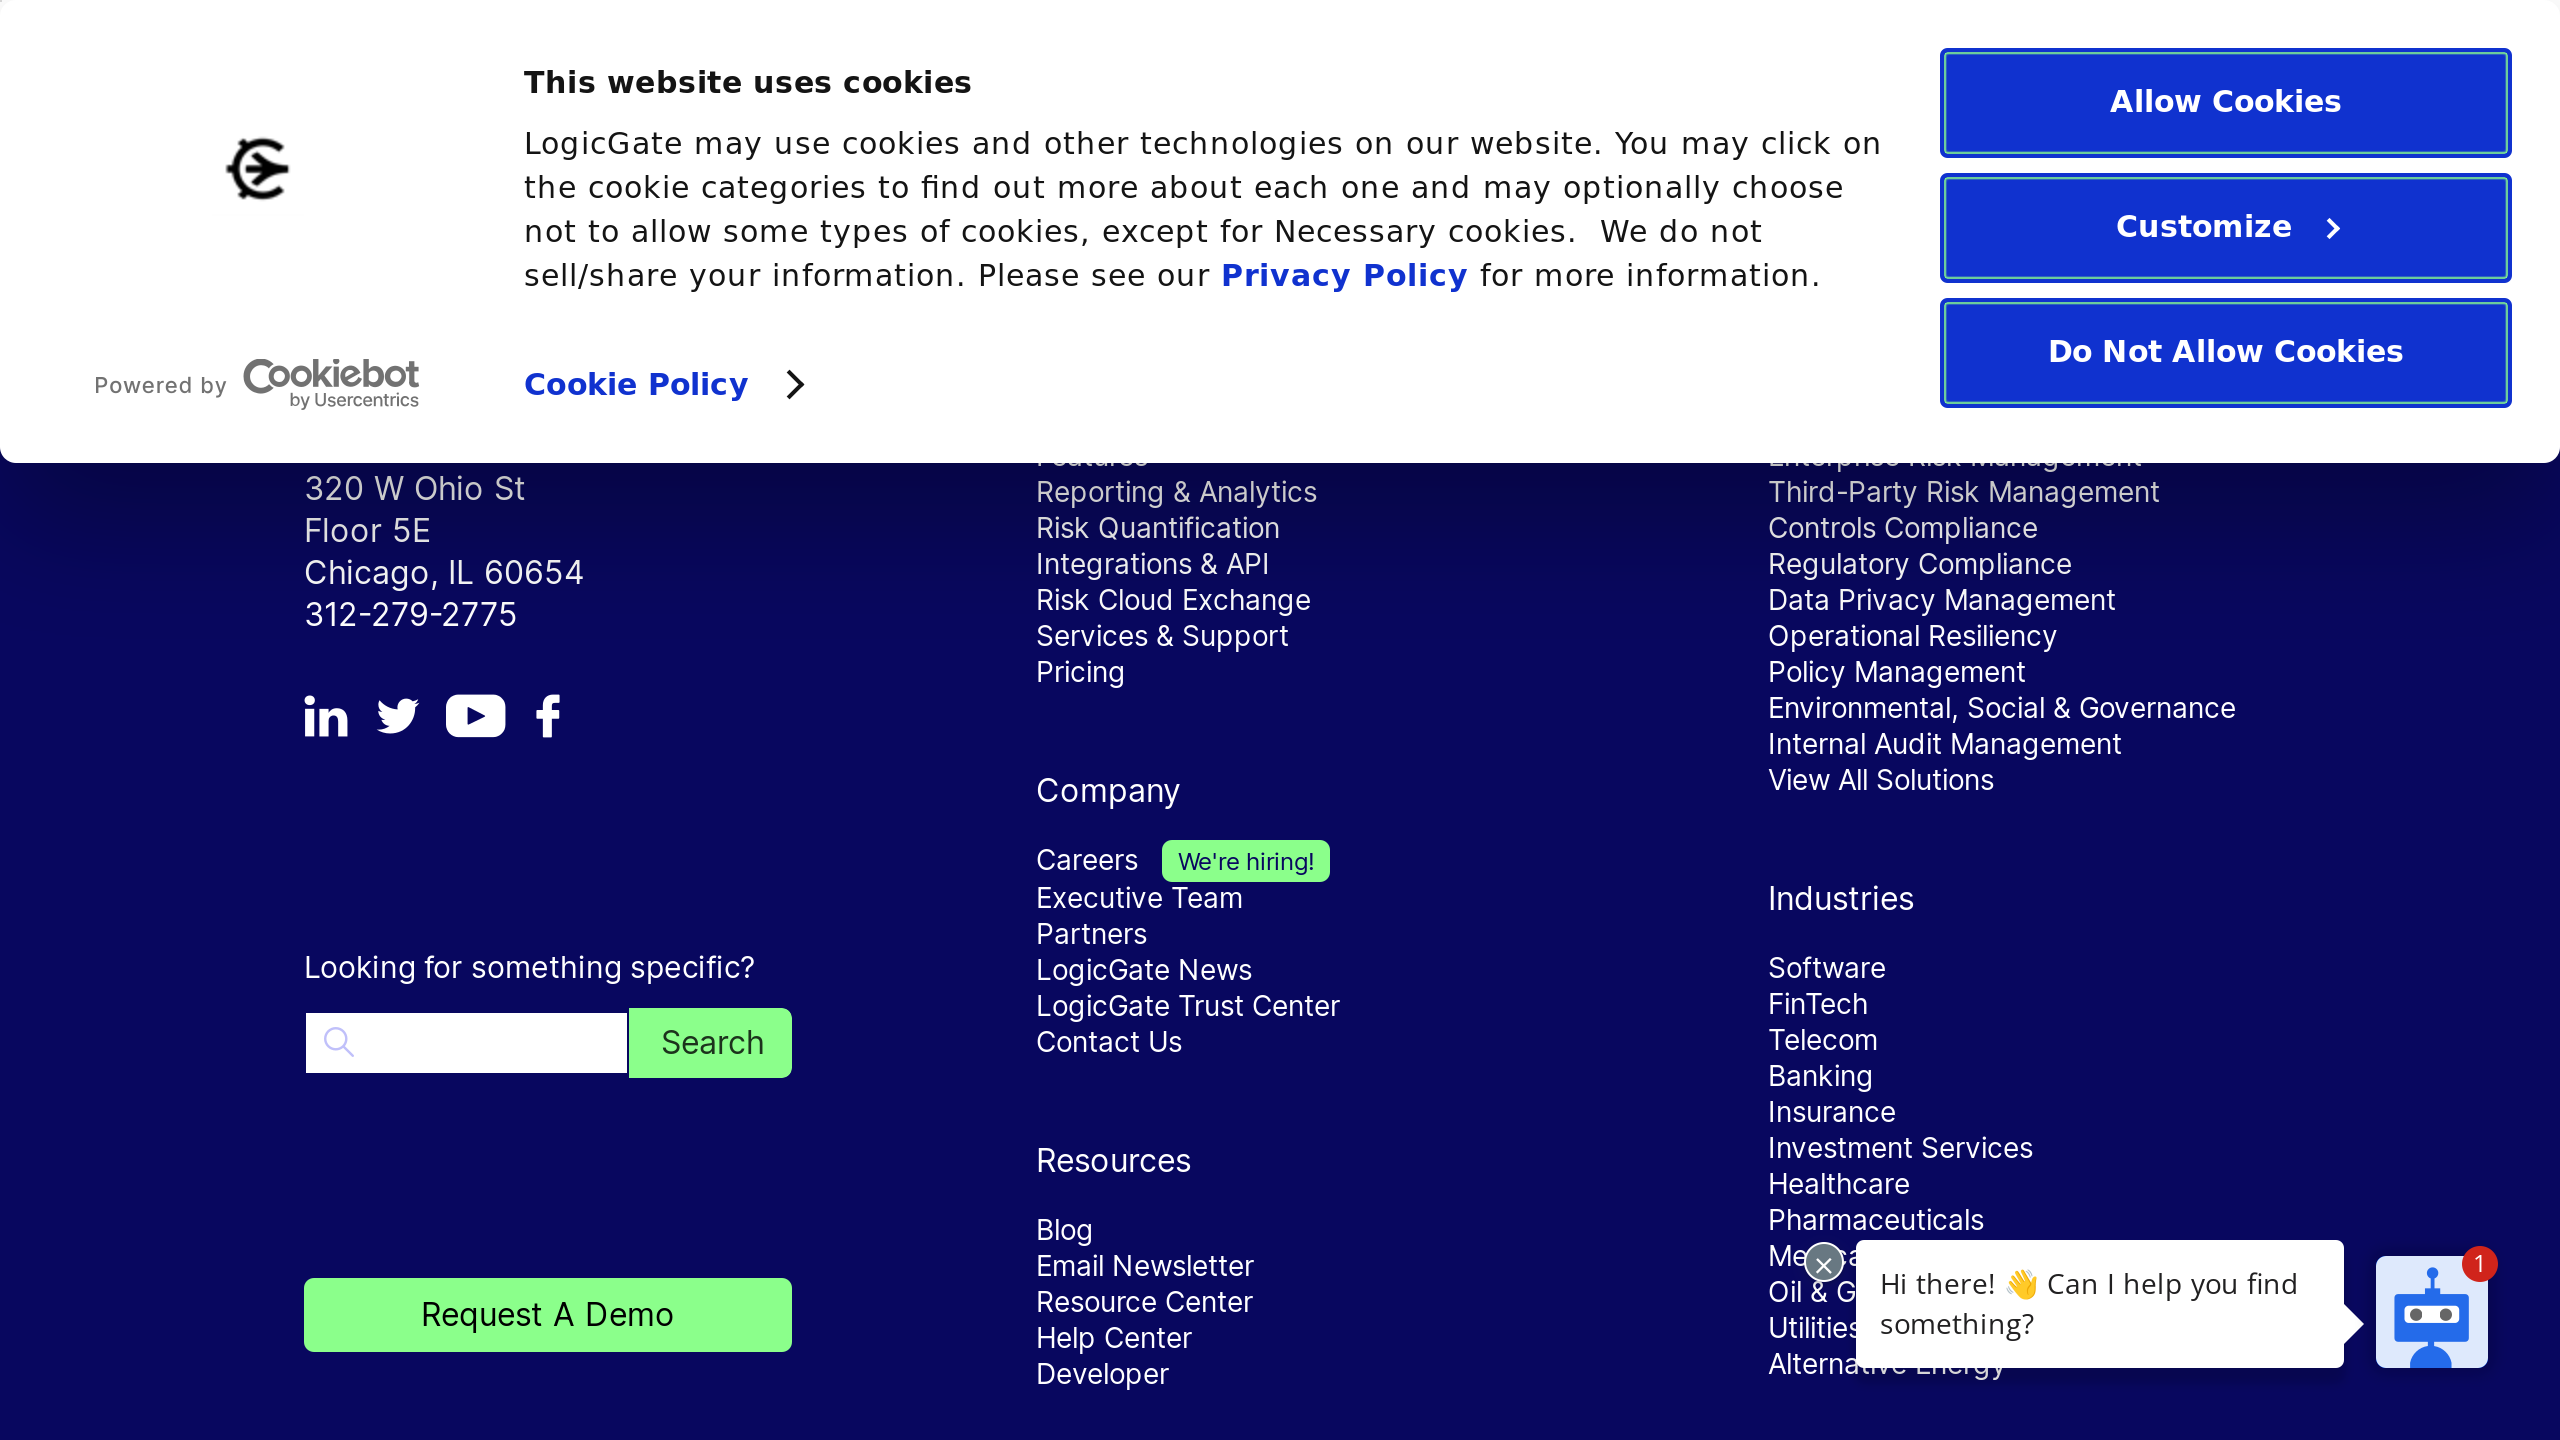 This website uses cookies
LogicGate may use cookies and other technologies on our website. You may click on
the cookie categories to find out more about each one and may optionally choose
not to allow some types of cookies, except for Necessary cookies.  We do not
sell/share your information. Please see our Privacy Policy for more information.
Powered by Cookiebot
by Usercentrics
Cookie Policy
Allow Cookies
Customize
Do Not Allow Cookies
320 W Ohio St
Floor 5E
Chicago, IL 60654
312-279-2775
Looking for something specific?
Search
Request A Demo
Features
Reporting & Analytics
Risk Quantification
Integrations & API
Risk Cloud Exchange
Services & Support
Pricing
Company
Careers We're hiring!
Executive Team
Partners
LogicGate News
LogicGate Trust Center
Contact Us
Resources
Blog
Email Newsletter
Resource Center
Help Center
Developer
Enterprise Risk Management
Third-Party Risk Management
Controls Compliance
Regulatory Compliance
Data Privacy Management
Operational Resiliency
Policy Management
Environmental, Social & Governance
Internal Audit Management
View All Solutions
Industries
Software
FinTech
Telecom
Banking
Insurance
Investment Services
Healthcare
Pharmaceuticals
Oil &
Utilities
Alternative Energy
Hi there! 👋 Can I help you find
something?
1